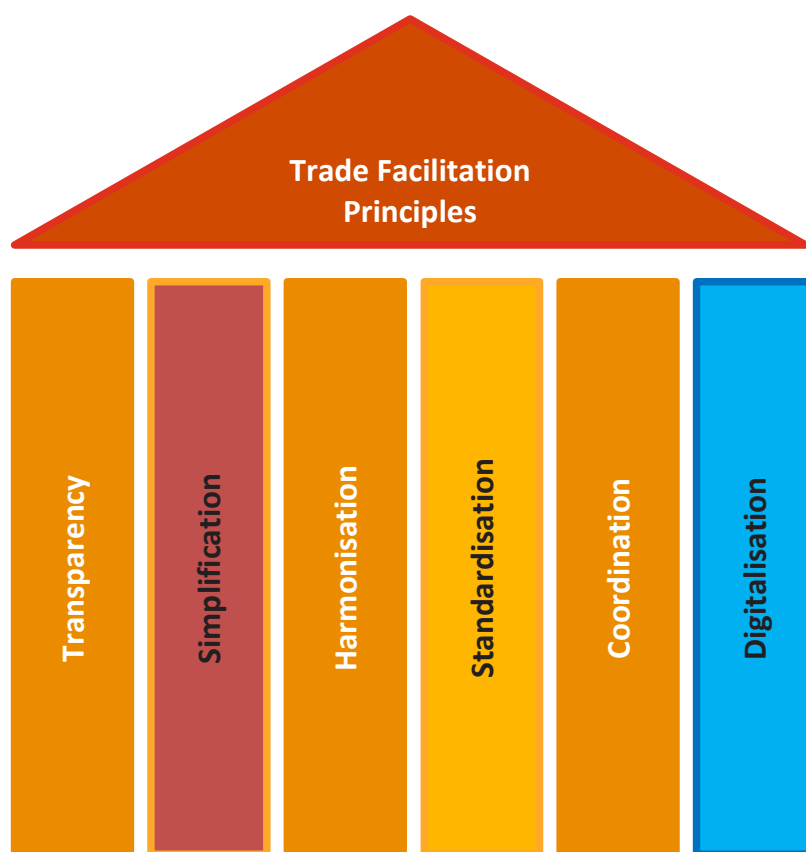 Trade Facilitation
Principles
Transparency
Simplification
Harmonisation
Standardisation
Coordination
Digitalisation